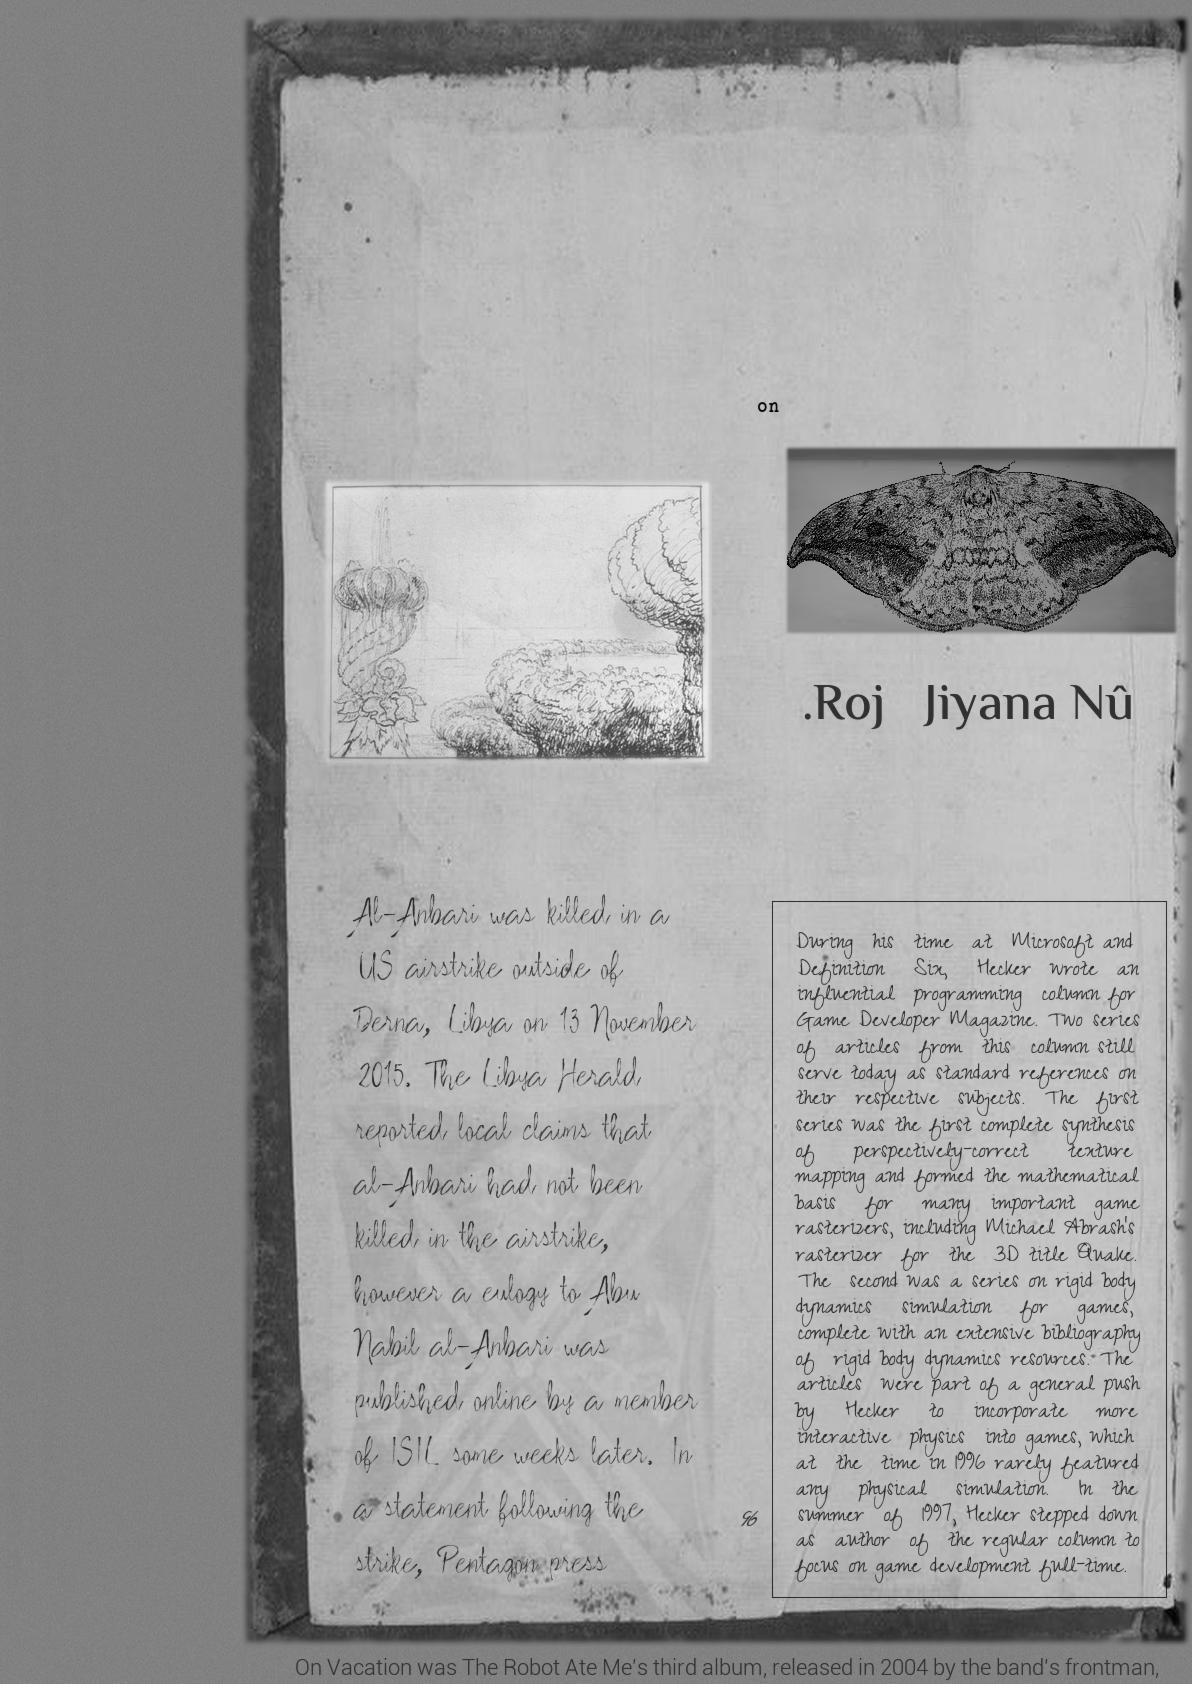 on
.Roj Jiyana Nû
Al-Anbari was killed in a
US airstrike outside of
Derna, Libya on 13 November
2015. The Libya Herald
reported local claims that
al-Anbari had not been
killed in the airstrike,
however a eulogy to Abu
Nabil al-Anbari was
published online by a member
of ISIL some weeks later. In
a statement following the
strike, Pentagon press
96
During his time at Microsoft and
Definition Six, Hecker wrote an
influential programming column for
Game Developer Magazine. Two series
of articles from this column still
serve today as standard references on
their respective subjects. The first
series was the first complete synthesis
of perspectively-correct texture
mapping and formed the mathematical
basis for many important game
rasterizers, including Michael Abrash's
rasterizer for the 3D title Quake.
The second was a series on rigid body
dynamics simulation for games,
complete with an extensive bibliography
of rigid body dynamics resources. The
articles were part of a general push
by Hecker to incorporate more
interactive physics into games, which
at the time in 1996 rarely featured
any physical simulation. In the
summer of 1997, Hecker stepped down
as author of the regular column to
focus on game development full-time.
On Vacation was The Robot Ate Me's third album, released in 2004 by the band's frontman,